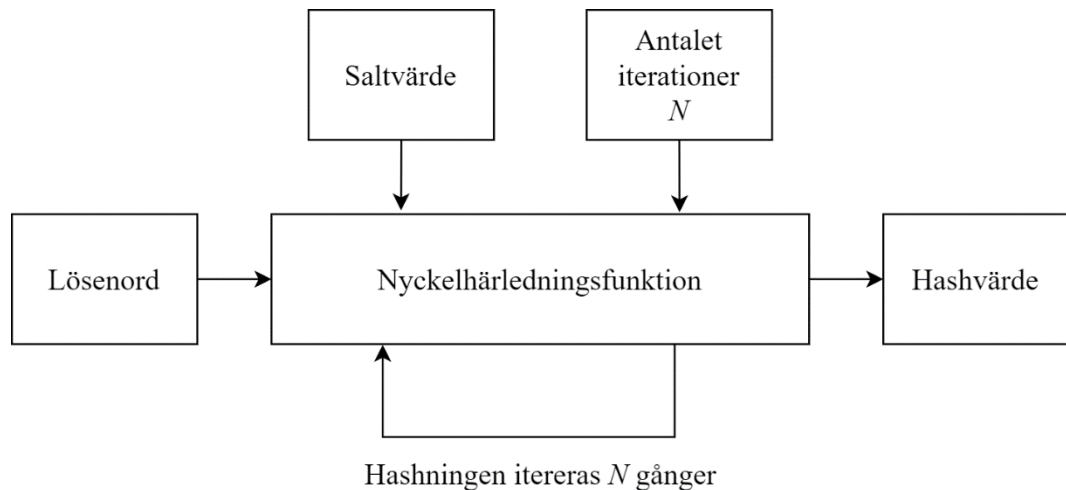 Saltvärde
Antalet
iterationer
N
Lösenord
Nyckelhärledningsfunktion
Hashvärde
Hashningen itereras N gånger